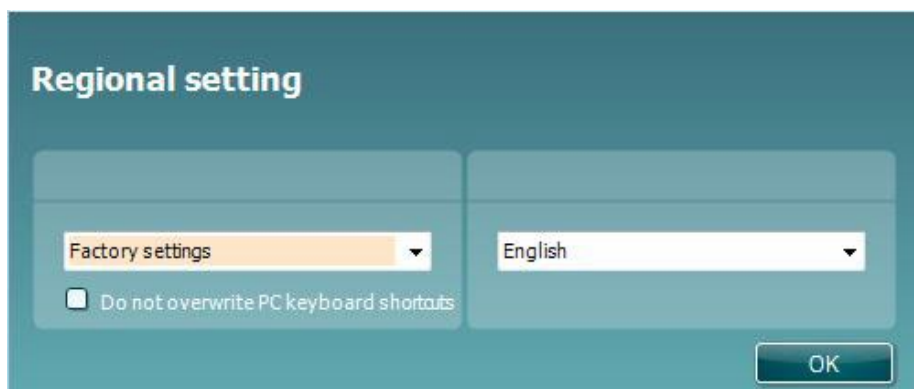 Regional setting
Factory settings
English
Do not overwrite PC keyboard shortcuts
OK